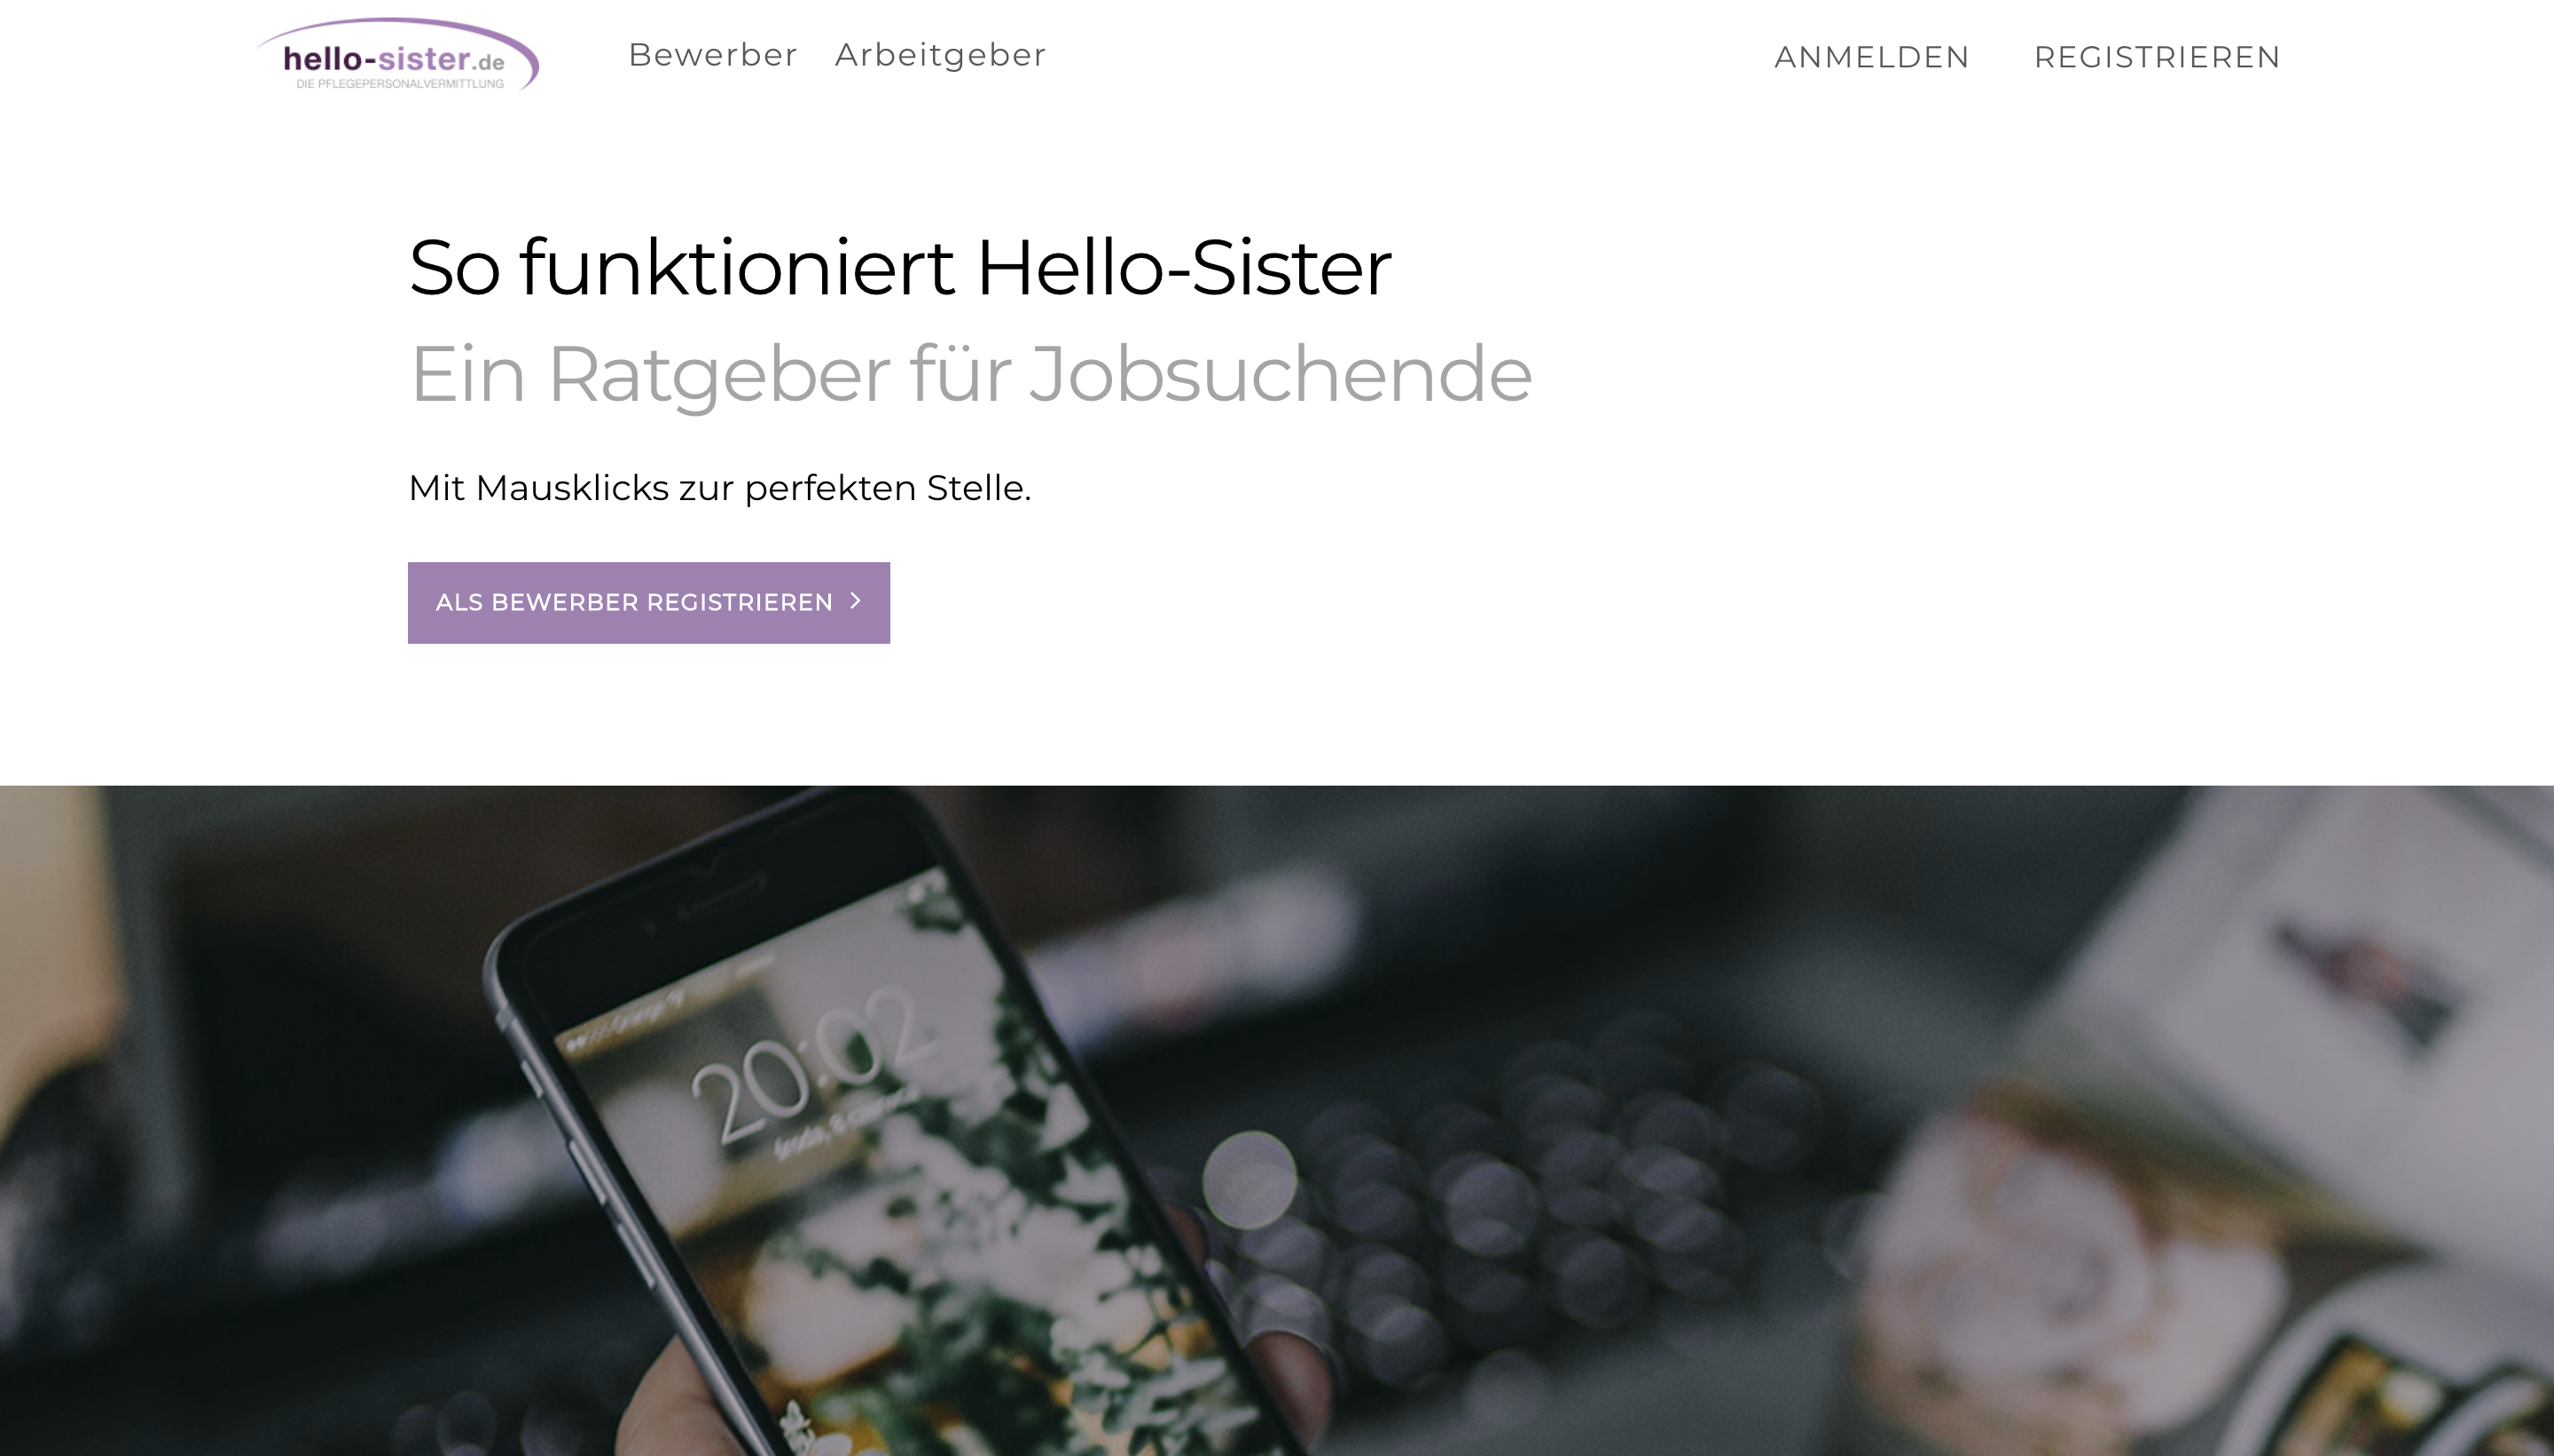 hello-sister.de
DIE PFLEGEPERSONALVERMITTLUNG
Bewerber Arbeitgeber
ANMELDEN REGISTRIEREN
So funktioniert Hello-Sister
Ein Ratgeber für Jobsuchende
Mit Mausklicks zur perfekten Stelle.
ALS BEWERBER REGISTRIEREN
Orange
20:02